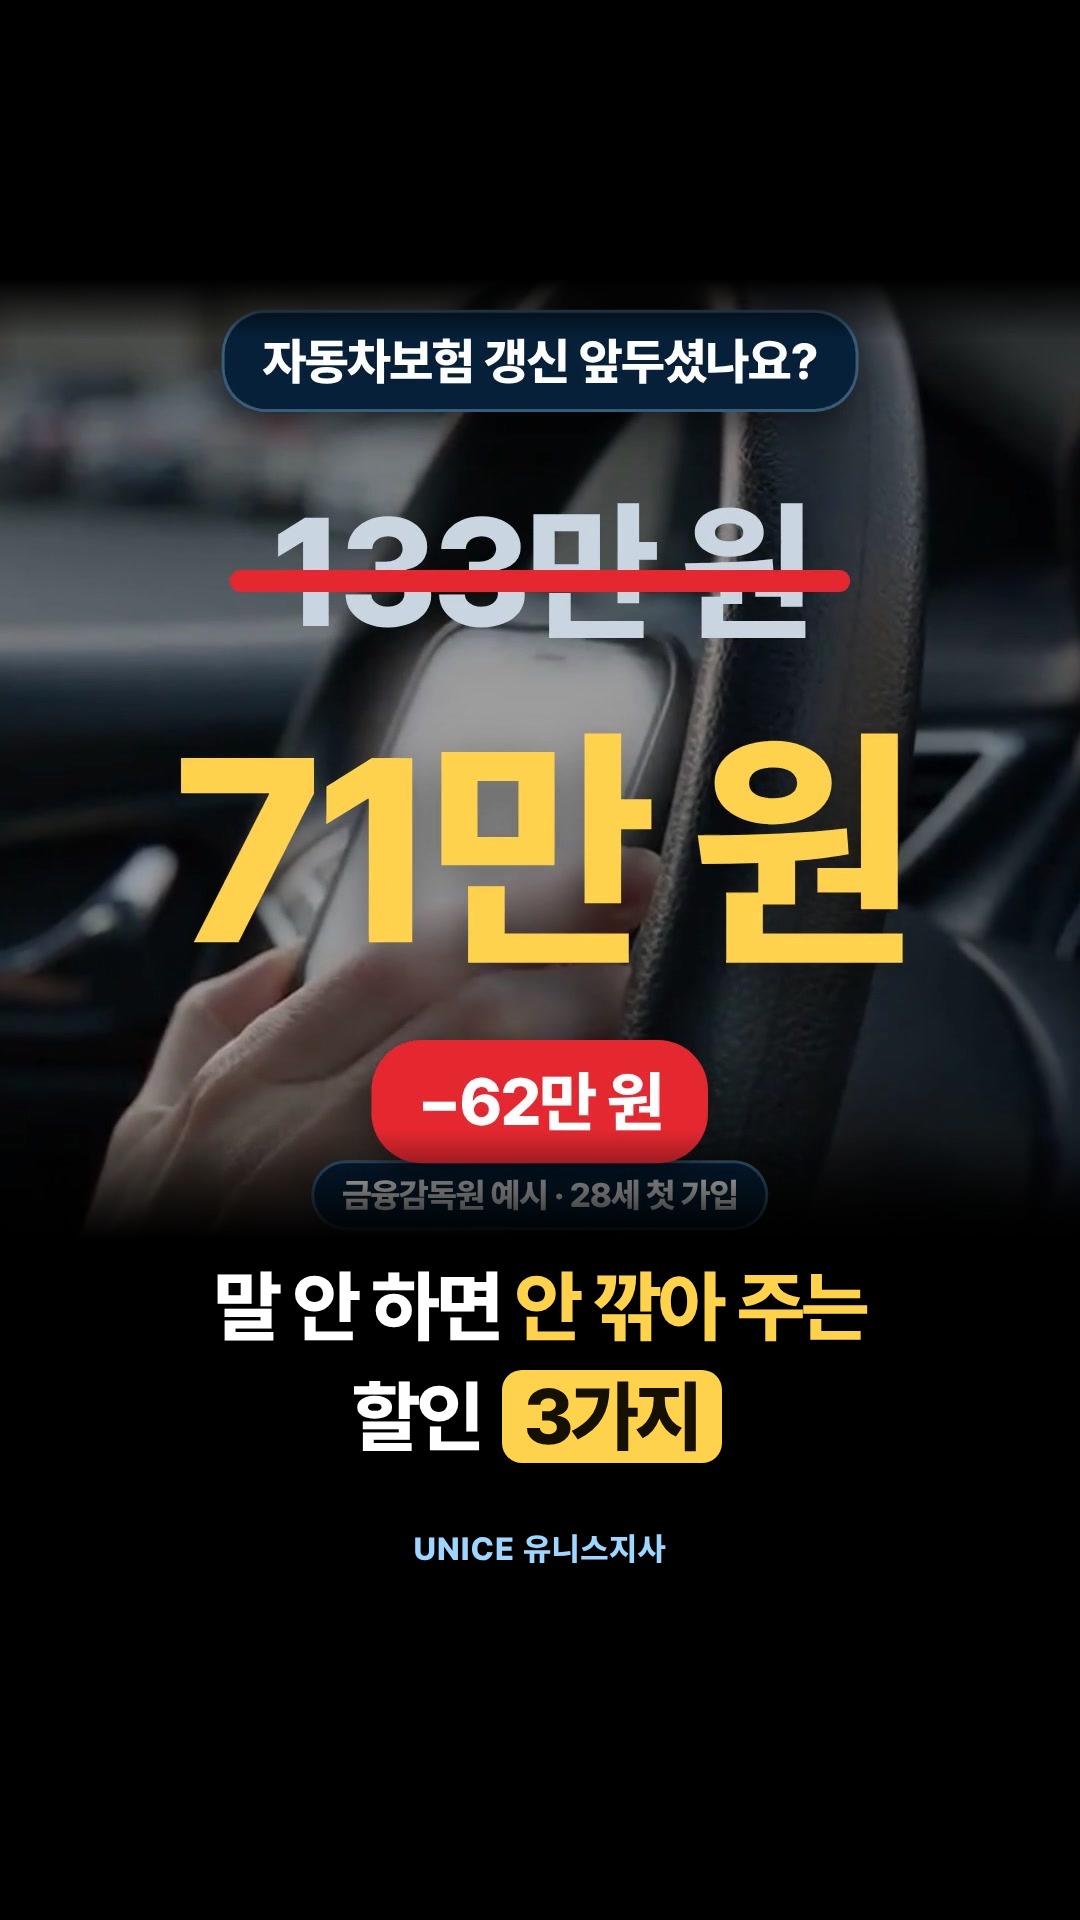 자동차보험 갱신 앞두셨나요?
133만 원
71만 원
–62만 원
금융감독원 예시 · 28세 첫 가입
말 안 하면 안 깎아 주는
할인 3가지
UNICE 유니스지사